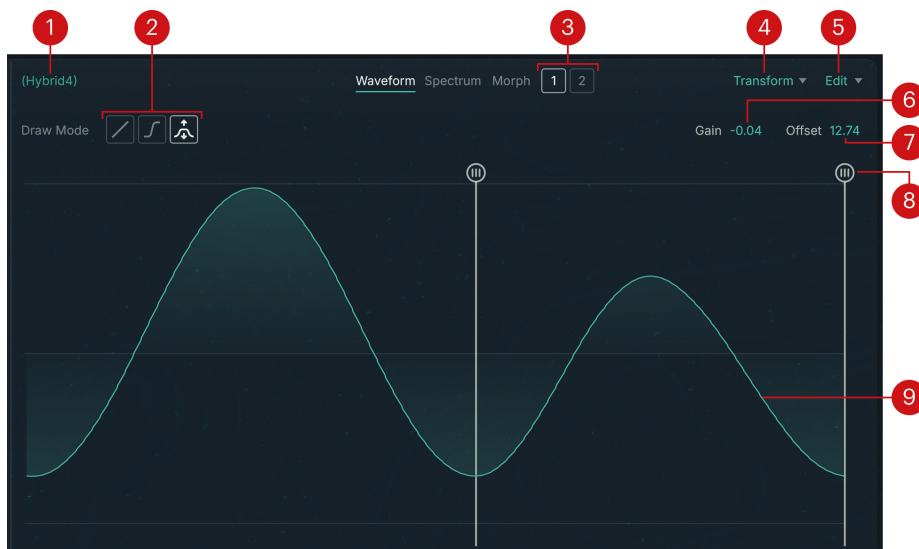 1 2 3 4 5
(Hybrid4) Waveform Spectrum Morph 1 2 Transform Edit
6
Draw Mode Gain -0.04 Offset 12.74
7
8
9